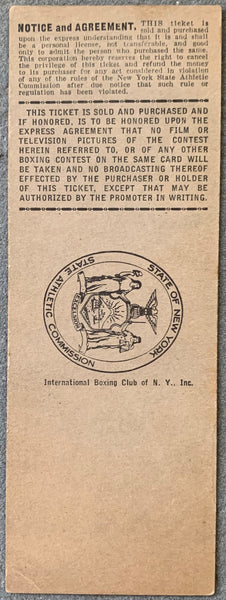 NOTICE and AGREEMENT, THIS ticket is
sold and purchased
upon the express understanding that it is and shall
be a personal license, not transferable, and good
only to admit the person who purchased the same.
This corporation hereby reserves the right to cancel
the privilege of this ticket and refund the money
to its purchaser for any act considered in violation
of any of the rules of the New York State Athletic
Commission after due notice that such rule or
regulation has been violated.
THIS TICKET IS SOLD AND PURCHASED AND
IF HONORED, IS TO BE HONORED UPON THE
EXPRESS AGREEMENT THAT NO FILM OR
TELEVISION PICTURES OF THE CONTEST
HEREIN REFERRED TO, OR OF ANY OTHER
BOXING CONTEST ON THE SAME CARD WILL
BE TAKEN AND NO BROADCASTING THEREOF
EFFECTED BY THE PURCHASER OR HOLDER
OF THIS TICKET, EXCEPT THAT MAY BE
AUTHORIZED BY THE PROMOTER IN WRITING.
STATE OF NEW YORK
STATE ATHLETIC COMMISSION
EXCELSIOR
International Boxing Club of N. Y., Inc.